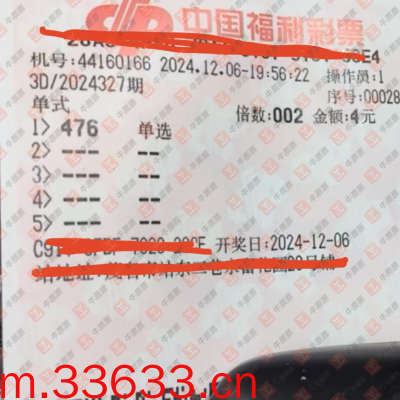 中国福利彩票
机号:44160166 2024.12.06-19:56:22 操作员:1
3D/2024327期 序号:00028
单式 倍数:002 金额:4元
1> 476 单选
2> --- --
3> --- --
4> --- --
5> --- --
开奖日:2024-12-06
m.33633.cn